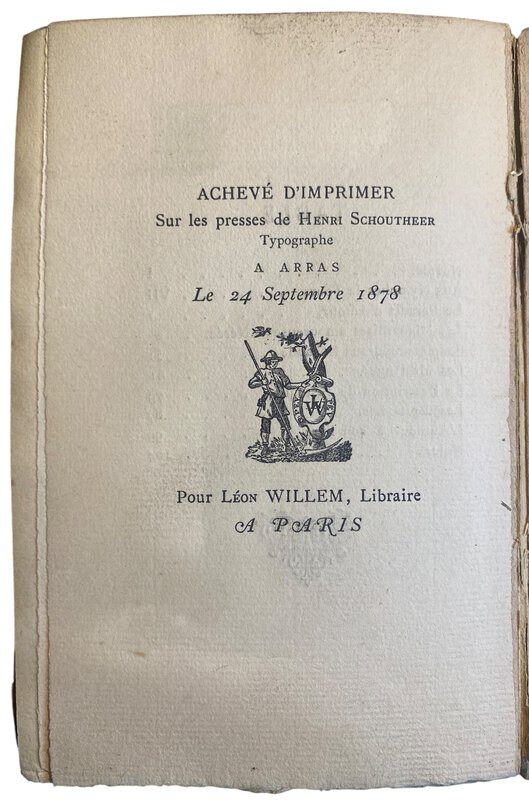 ACHEVÉ D'IMPRIMER
Sur les presses de HENRI SCHOUTHEER
Typographe
A ARRAS
Le 24 Septembre 1878
Pour LÉON WILLEM, Libraire
A PARIS